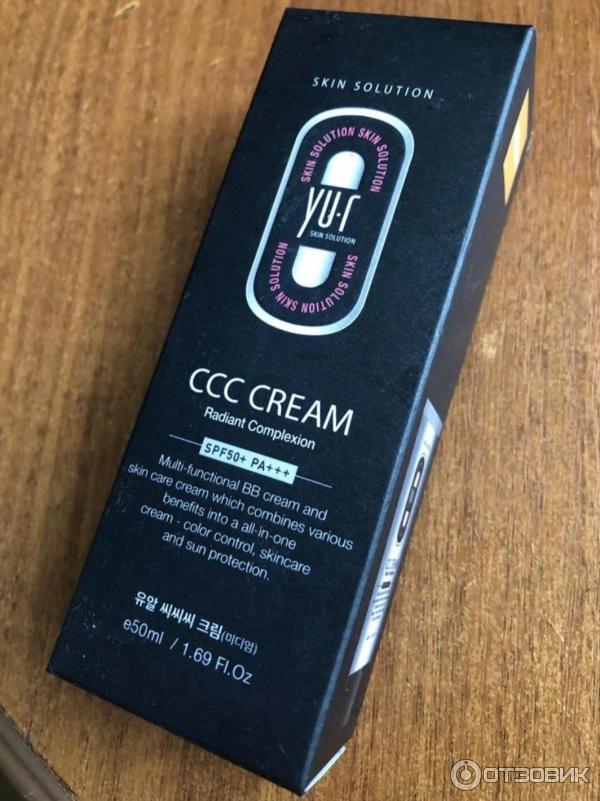 SKIN SOLUTION
SKIN SOLUTION SKIN SOLUTION
yu·r
SKIN SOLUTION
SKIN SOLUTION SKIN SOLUTION
CCC CREAM
Radiant Complexion
SPF50+ PA+++
Multi-functional BB cream and
skin care cream which combines various
benefits into a all-in-one
cream - color control, skincare
and sun protection.
유알 씨씨씨 크림(미디엄)
e50ml / 1.69 Fl.Oz
ОТЗОВИК